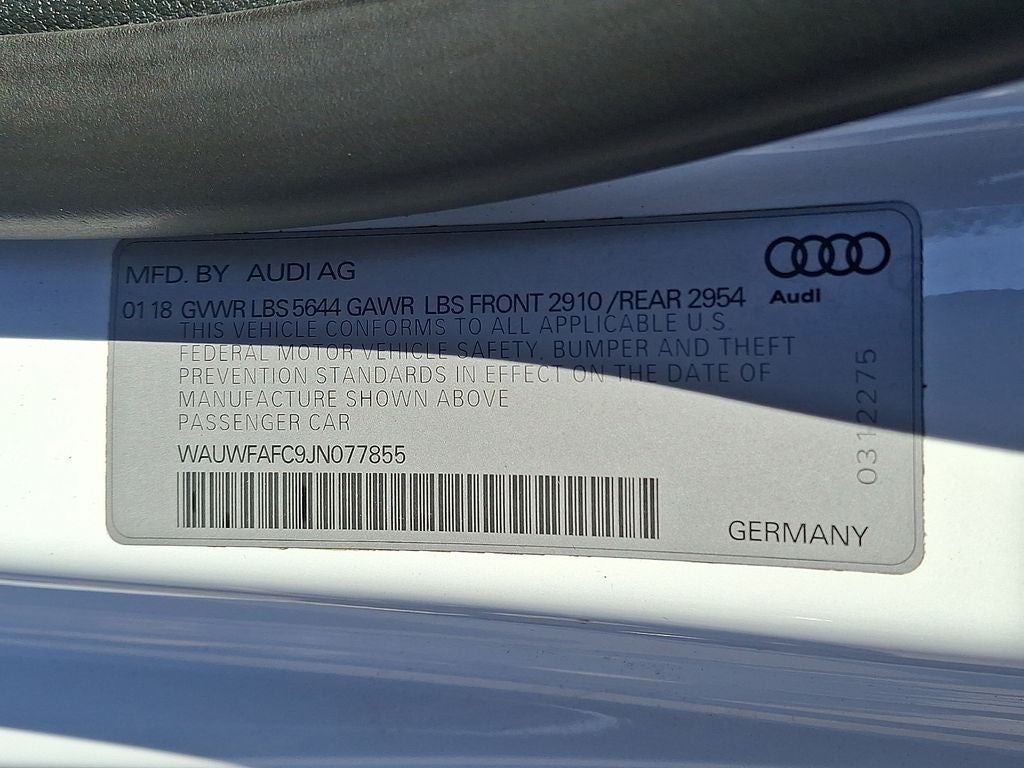 MFD. BY AUDI AG
Audi
01 18 GVWR LBS 5644 GAWR LBS FRONT 2910 /REAR 2954
THIS VEHICLE CONFORMS TO ALL APPLICABLE U.S.
FEDERAL MOTOR VEHICLE SAFETY, BUMPER AND THEFT
PREVENTION STANDARDS IN EFFECT ON THE DATE OF
MANUFACTURE SHOWN ABOVE
PASSENGER CAR
WAUWFAFC9JN077855
0312275
GERMANY